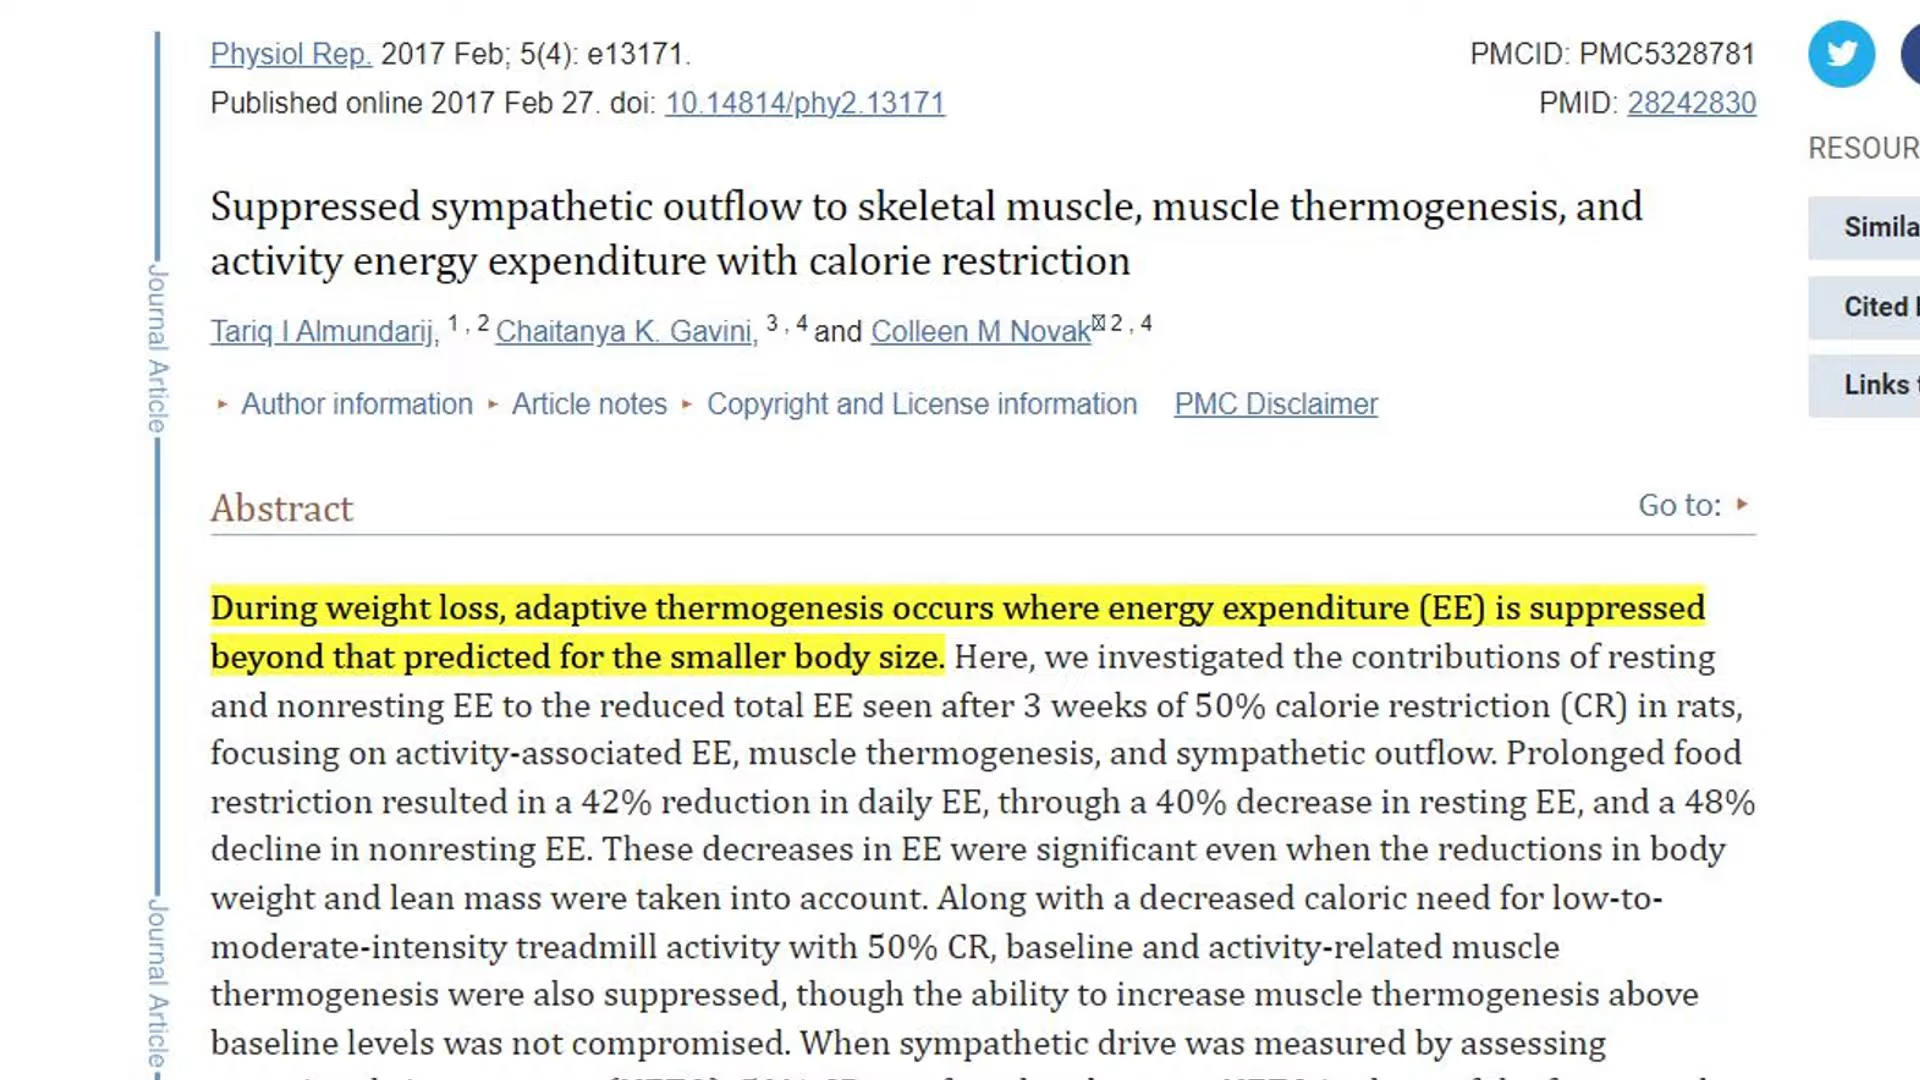 Physiol Rep. 2017 Feb; 5(4): e13171.
PMCID: PMC5328781
Published online 2017 Feb 27. doi: 10.14814/phy2.13171
PMID: 28242830
RESOUR
Suppressed sympathetic outflow to skeletal muscle, muscle thermogenesis, and
activity energy expenditure with calorie restriction
Simila
Cited
Links
Tariq I Almundarij, 1 , 2 Chaitanya K. Gavini, 3 , 4 and Colleen M Novak 2 , 4
Author information Article notes Copyright and License information PMC Disclaimer
Journal Article
Abstract
Go to:
During weight loss, adaptive thermogenesis occurs where energy expenditure (EE) is suppressed
beyond that predicted for the smaller body size. Here, we investigated the contributions of resting
and nonresting EE to the reduced total EE seen after 3 weeks of 50% calorie restriction (CR) in rats,
focusing on activity-associated EE, muscle thermogenesis, and sympathetic outflow. Prolonged food
restriction resulted in a 42% reduction in daily EE, through a 40% decrease in resting EE, and a 48%
decline in nonresting EE. These decreases in EE were significant even when the reductions in body
weight and lean mass were taken into account. Along with a decreased caloric need for low-to-
moderate-intensity treadmill activity with 50% CR, baseline and activity-related muscle
thermogenesis were also suppressed, though the ability to increase muscle thermogenesis above
baseline levels was not compromised. When sympathetic drive was measured by assessing
Journal Article